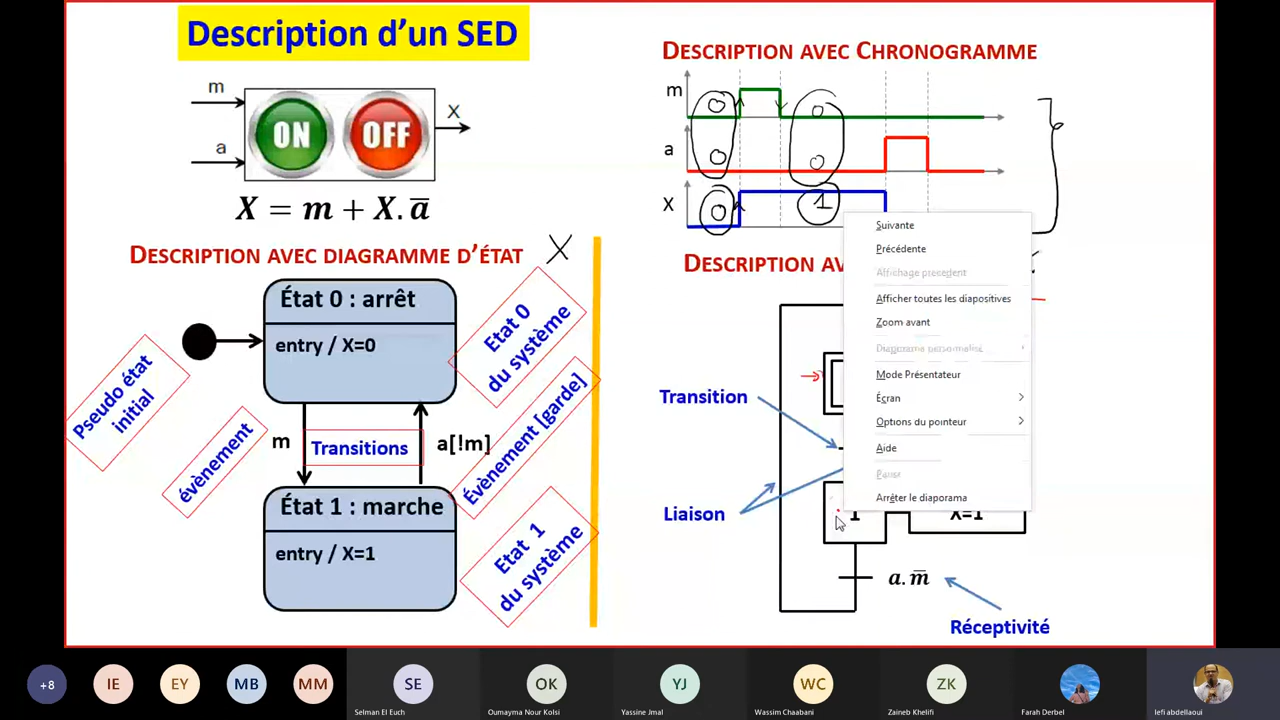 Description d'un SED
m
a
ON
OFF
X
X = m + X.a̅
DESCRIPTION AVEC DIAGRAMME D'ÉTAT
X
État 0 : arrêt
entry / X=0
Etat 0
du système
Pseudo état
initial
évènement
m
Transitions
a[!m]
Évènement [garde]
État 1 : marche
entry / X=1
Etat 1
du système
DESCRIPTION AVEC CHRONOGRAMME
m
0
0
a
0
0
X
0
1
DESCRIPTION
Suivante
Précédente
Affichage précédent
Afficher toutes les diapositives
Zoom avant
Diaporama personnalisé
Mode Présentateur
Écran
Options du pointeur
Aide
Pause
Arrêter le diaporama
Transition
Liaison
1
X=1
a.m̅
Réceptivité
+8
IE
EY
MB
MM
SE
Selman El Euch
OK
Oumayma Nour Kolsi
YJ
Yassine Jmal
WC
Wassim Chaabani
ZK
Zaineb Khelifi
Farah Derbel
lefi abdellaoui